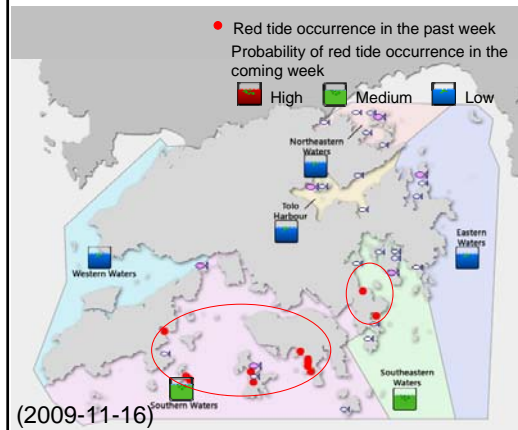 Red tide occurrence in the past week
Probability of red tide occurrence in the
coming week
High
Medium
Low
Northeastern
Waters
Tolo
Harbour
Eastern
Waters
Western Waters
Southeastern
Waters
Southern Waters
(2009-11-16)